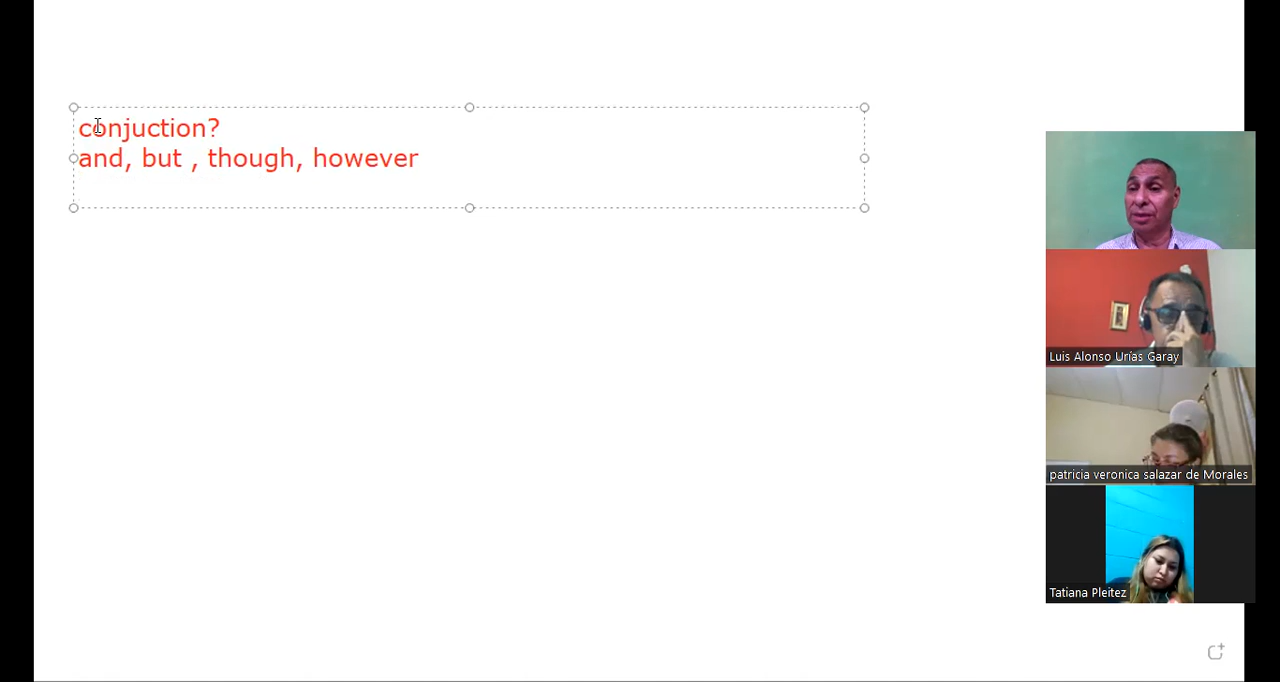 conjuction?
and, but , though, however
Luis Alonso Urías Garay
patricia veronica salazar de Morales
Tatiana Pleitez